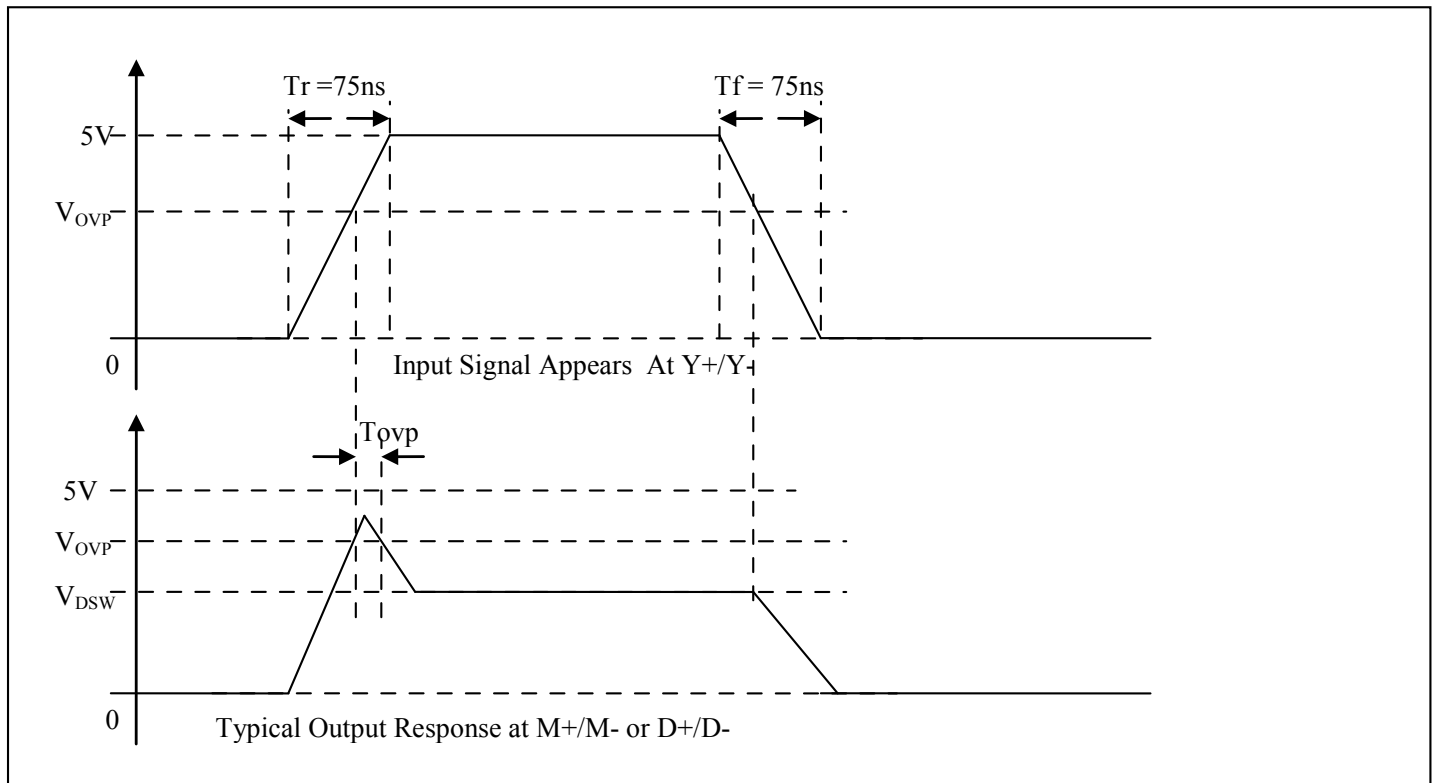 Tr =75ns
Tf = 75ns
5V
VOVP
0
Input Signal Appears At Y+/Y-
Tovp
5V
VOVP
VDSW
0
Typical Output Response at M+/M- or D+/D-